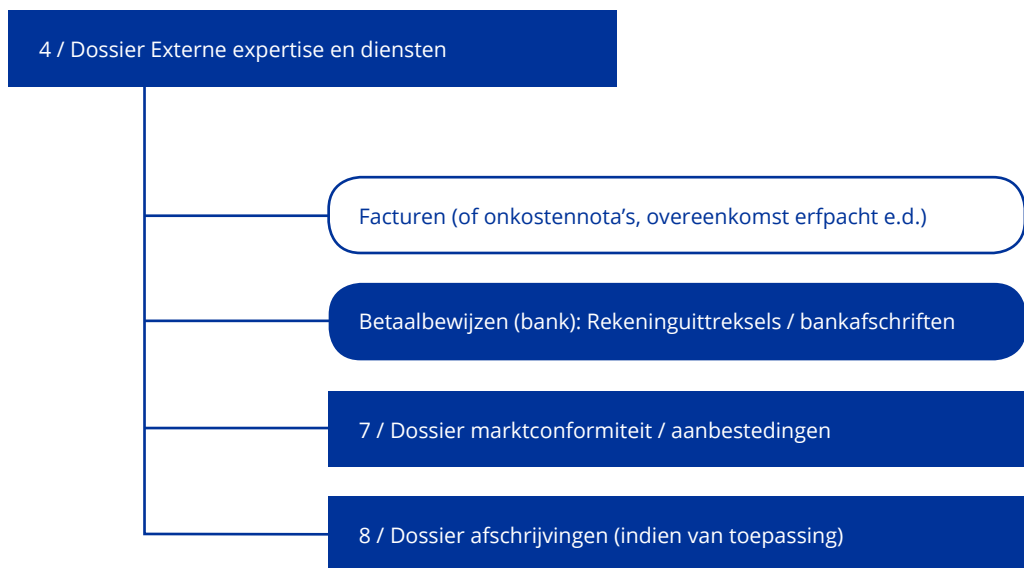 4 / Dossier Externe expertise en diensten
Facturen (of onkostennota’s, overeenkomst erfpacht e.d.)
Betaalbewijzen (bank): Rekeninguittreksels / bankafschriften
7 / Dossier marktconformiteit / aanbestedingen
8 / Dossier afschrijvingen (indien van toepassing)